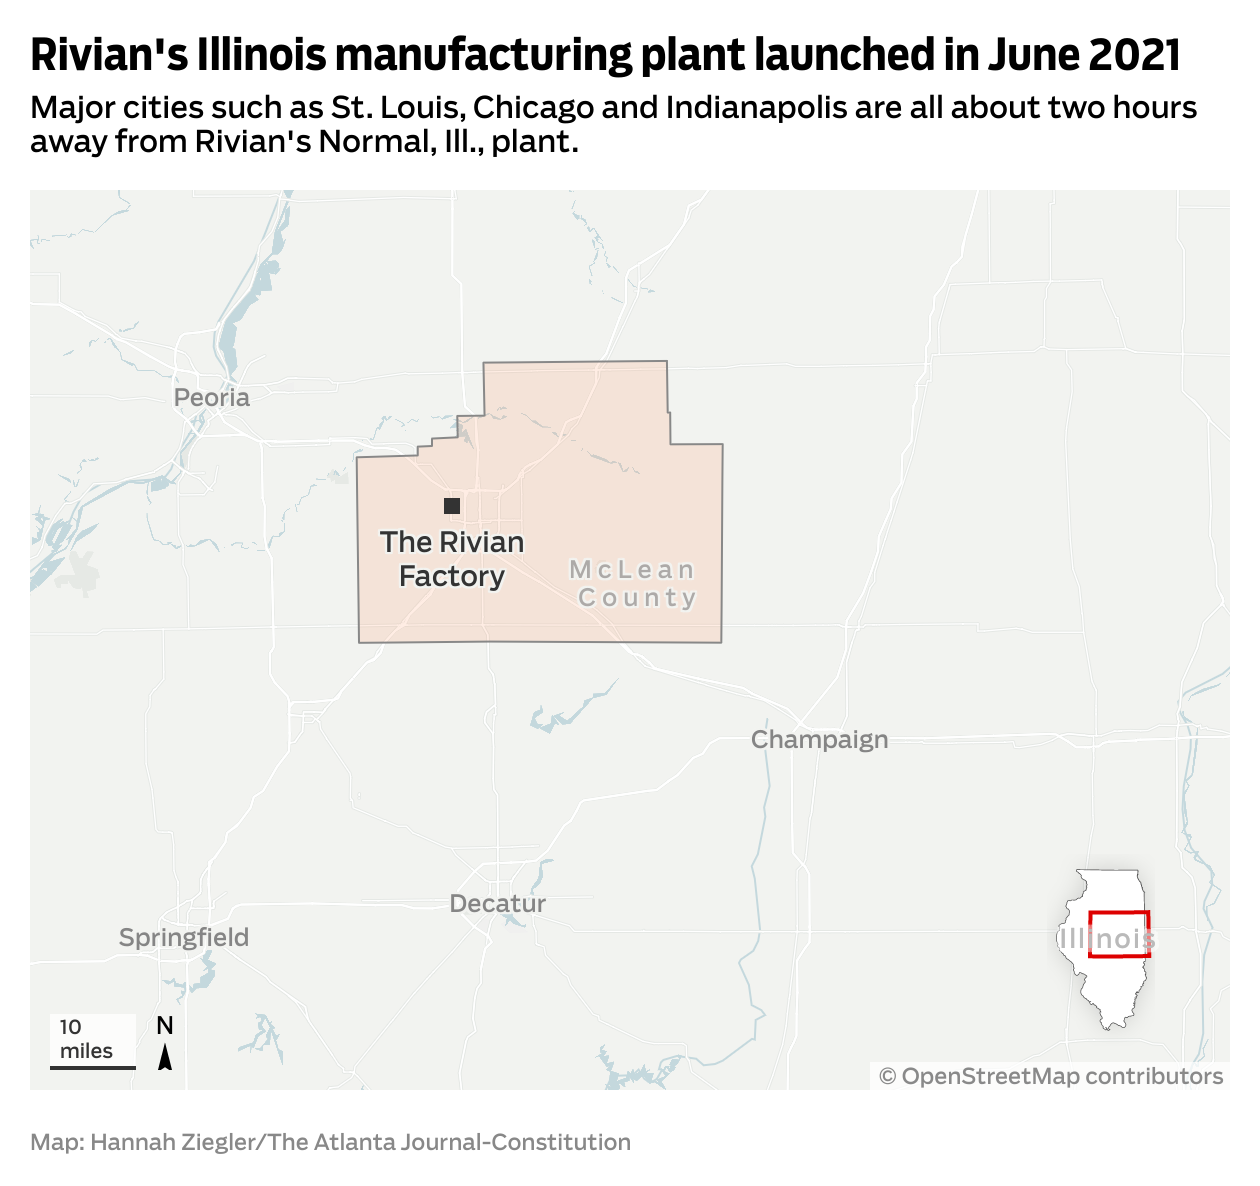 Rivian's Illinois manufacturing plant launched in June 2021
Major cities such as St. Louis, Chicago and Indianapolis are all about two hours
away from Rivian's Normal, Ill., plant.
Peoria
The Rivian
Factory
McLean
County
Champaign
Decatur
Springfield
Illinois
10
miles
N
© OpenStreetMap contributors
Map: Hannah Ziegler/The Atlanta Journal-Constitution